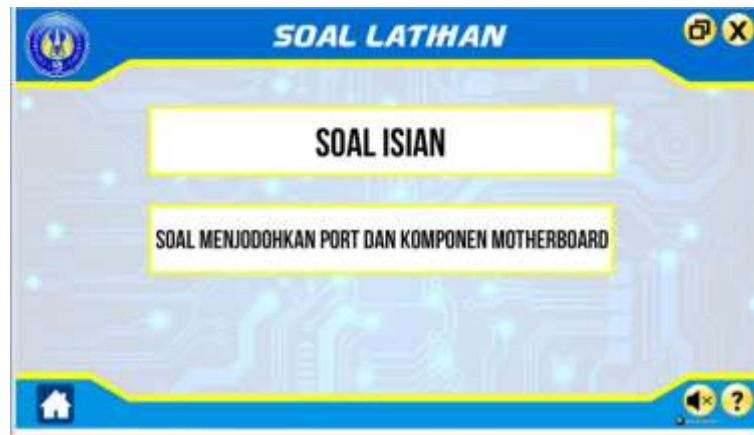 SOAL LATIHAN
X
SOAL ISIAN
SOAL MENJODOHKAN PORT DAN KOMPONEN MOTHERBOARD
?